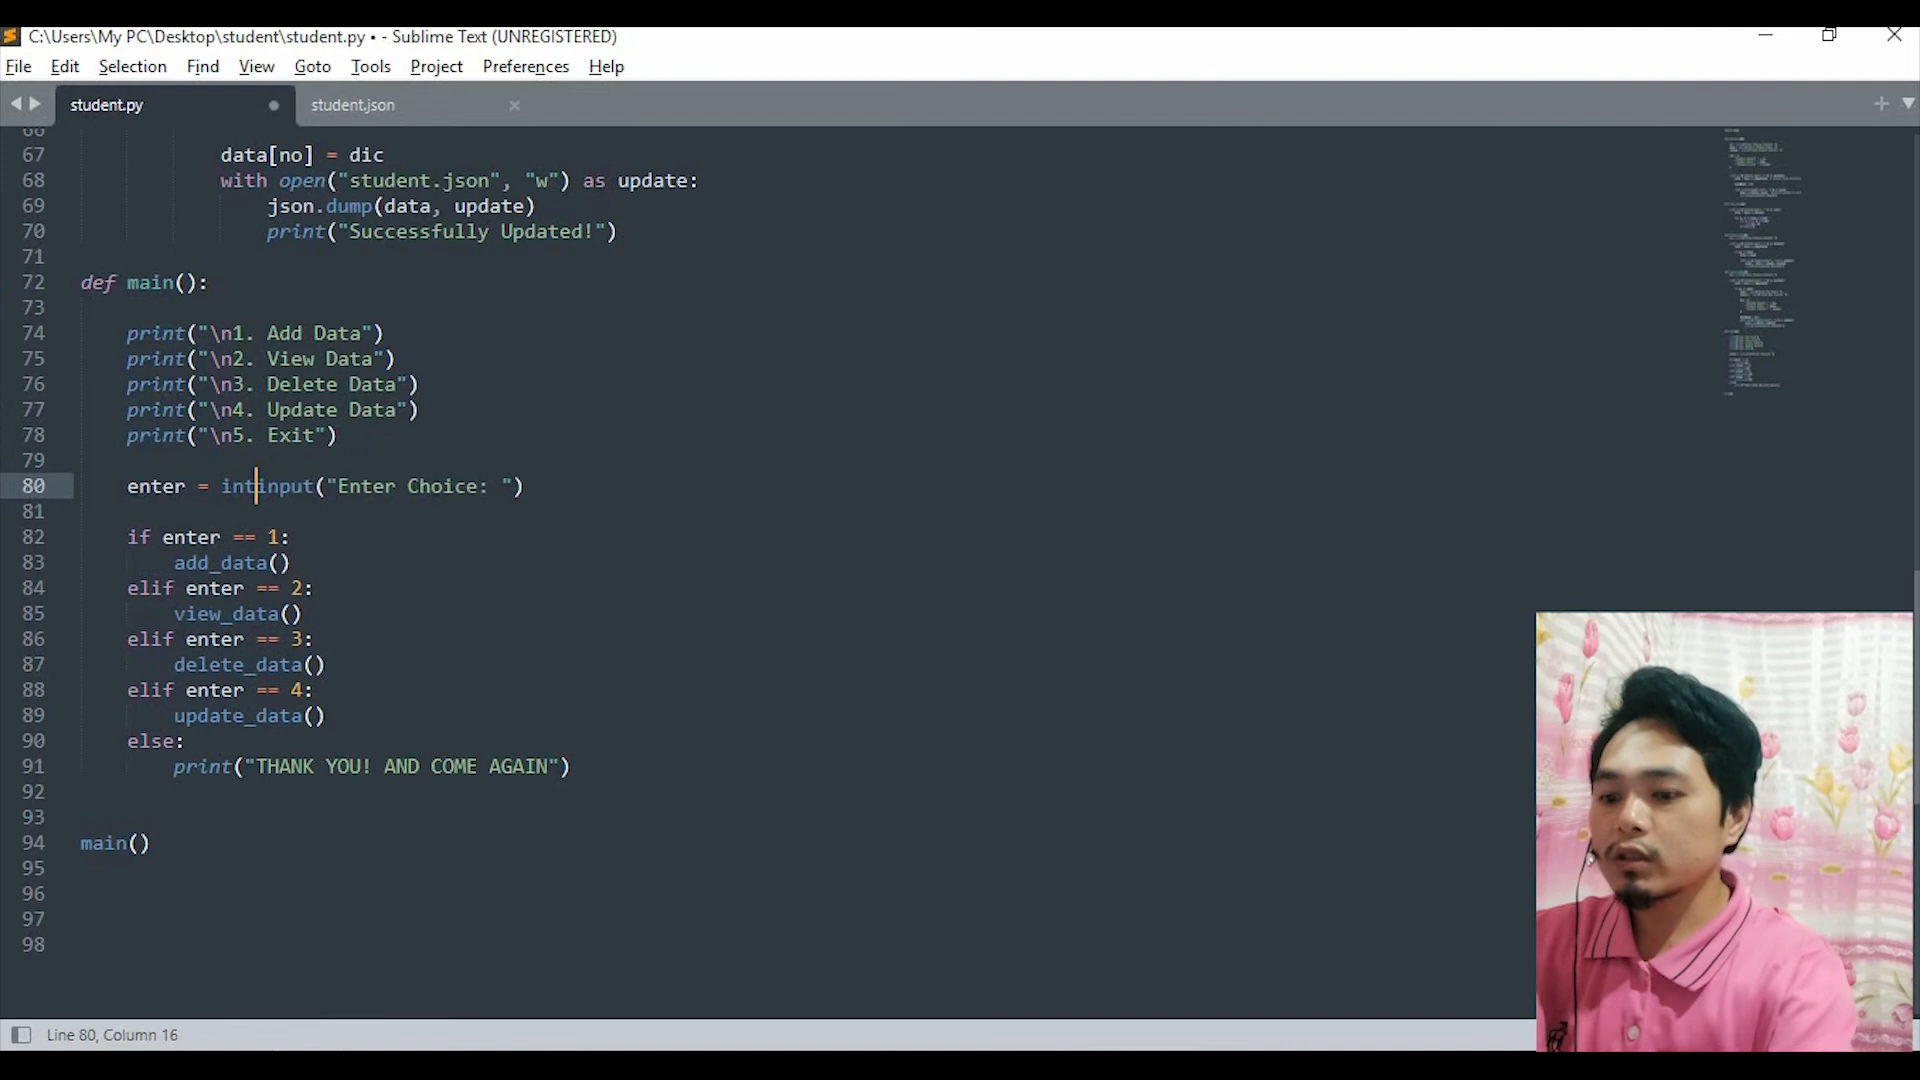 C:\Users\My PC\Desktop\student\student.py • - Sublime Text (UNREGISTERED)
File Edit Selection Find View Goto Tools Project Preferences Help
student.py student.json
66
67 data[no] = dic
68 with open("student.json", "w") as update:
69 json.dump(data, update)
70 print("Successfully Updated!")
71
72 def main():
73
74 print("\n1. Add Data")
75 print("\n2. View Data")
76 print("\n3. Delete Data")
77 print("\n4. Update Data")
78 print("\n5. Exit")
79
80 enter = intinput("Enter Choice: ")
81
82 if enter == 1:
83 add_data()
84 elif enter == 2:
85 view_data()
86 elif enter == 3:
87 delete_data()
88 elif enter == 4:
89 update_data()
90 else:
91 print("THANK YOU! AND COME AGAIN")
92
93
94 main()
95
96
97
98
Line 80, Column 16